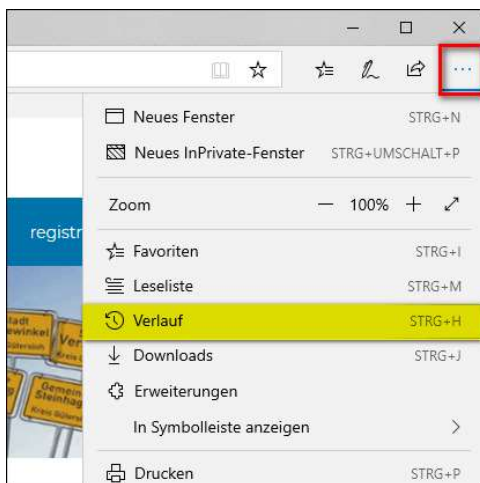 Neues Fenster STRG+N
Neues InPrivate-Fenster STRG+UMSCHALT+P
Zoom 100%
registr
Favoriten STRG+I
Leseliste STRG+M
Verlauf STRG+H
Downloads STRG+J
Erweiterungen
In Symbolleiste anzeigen
Drucken STRG+P